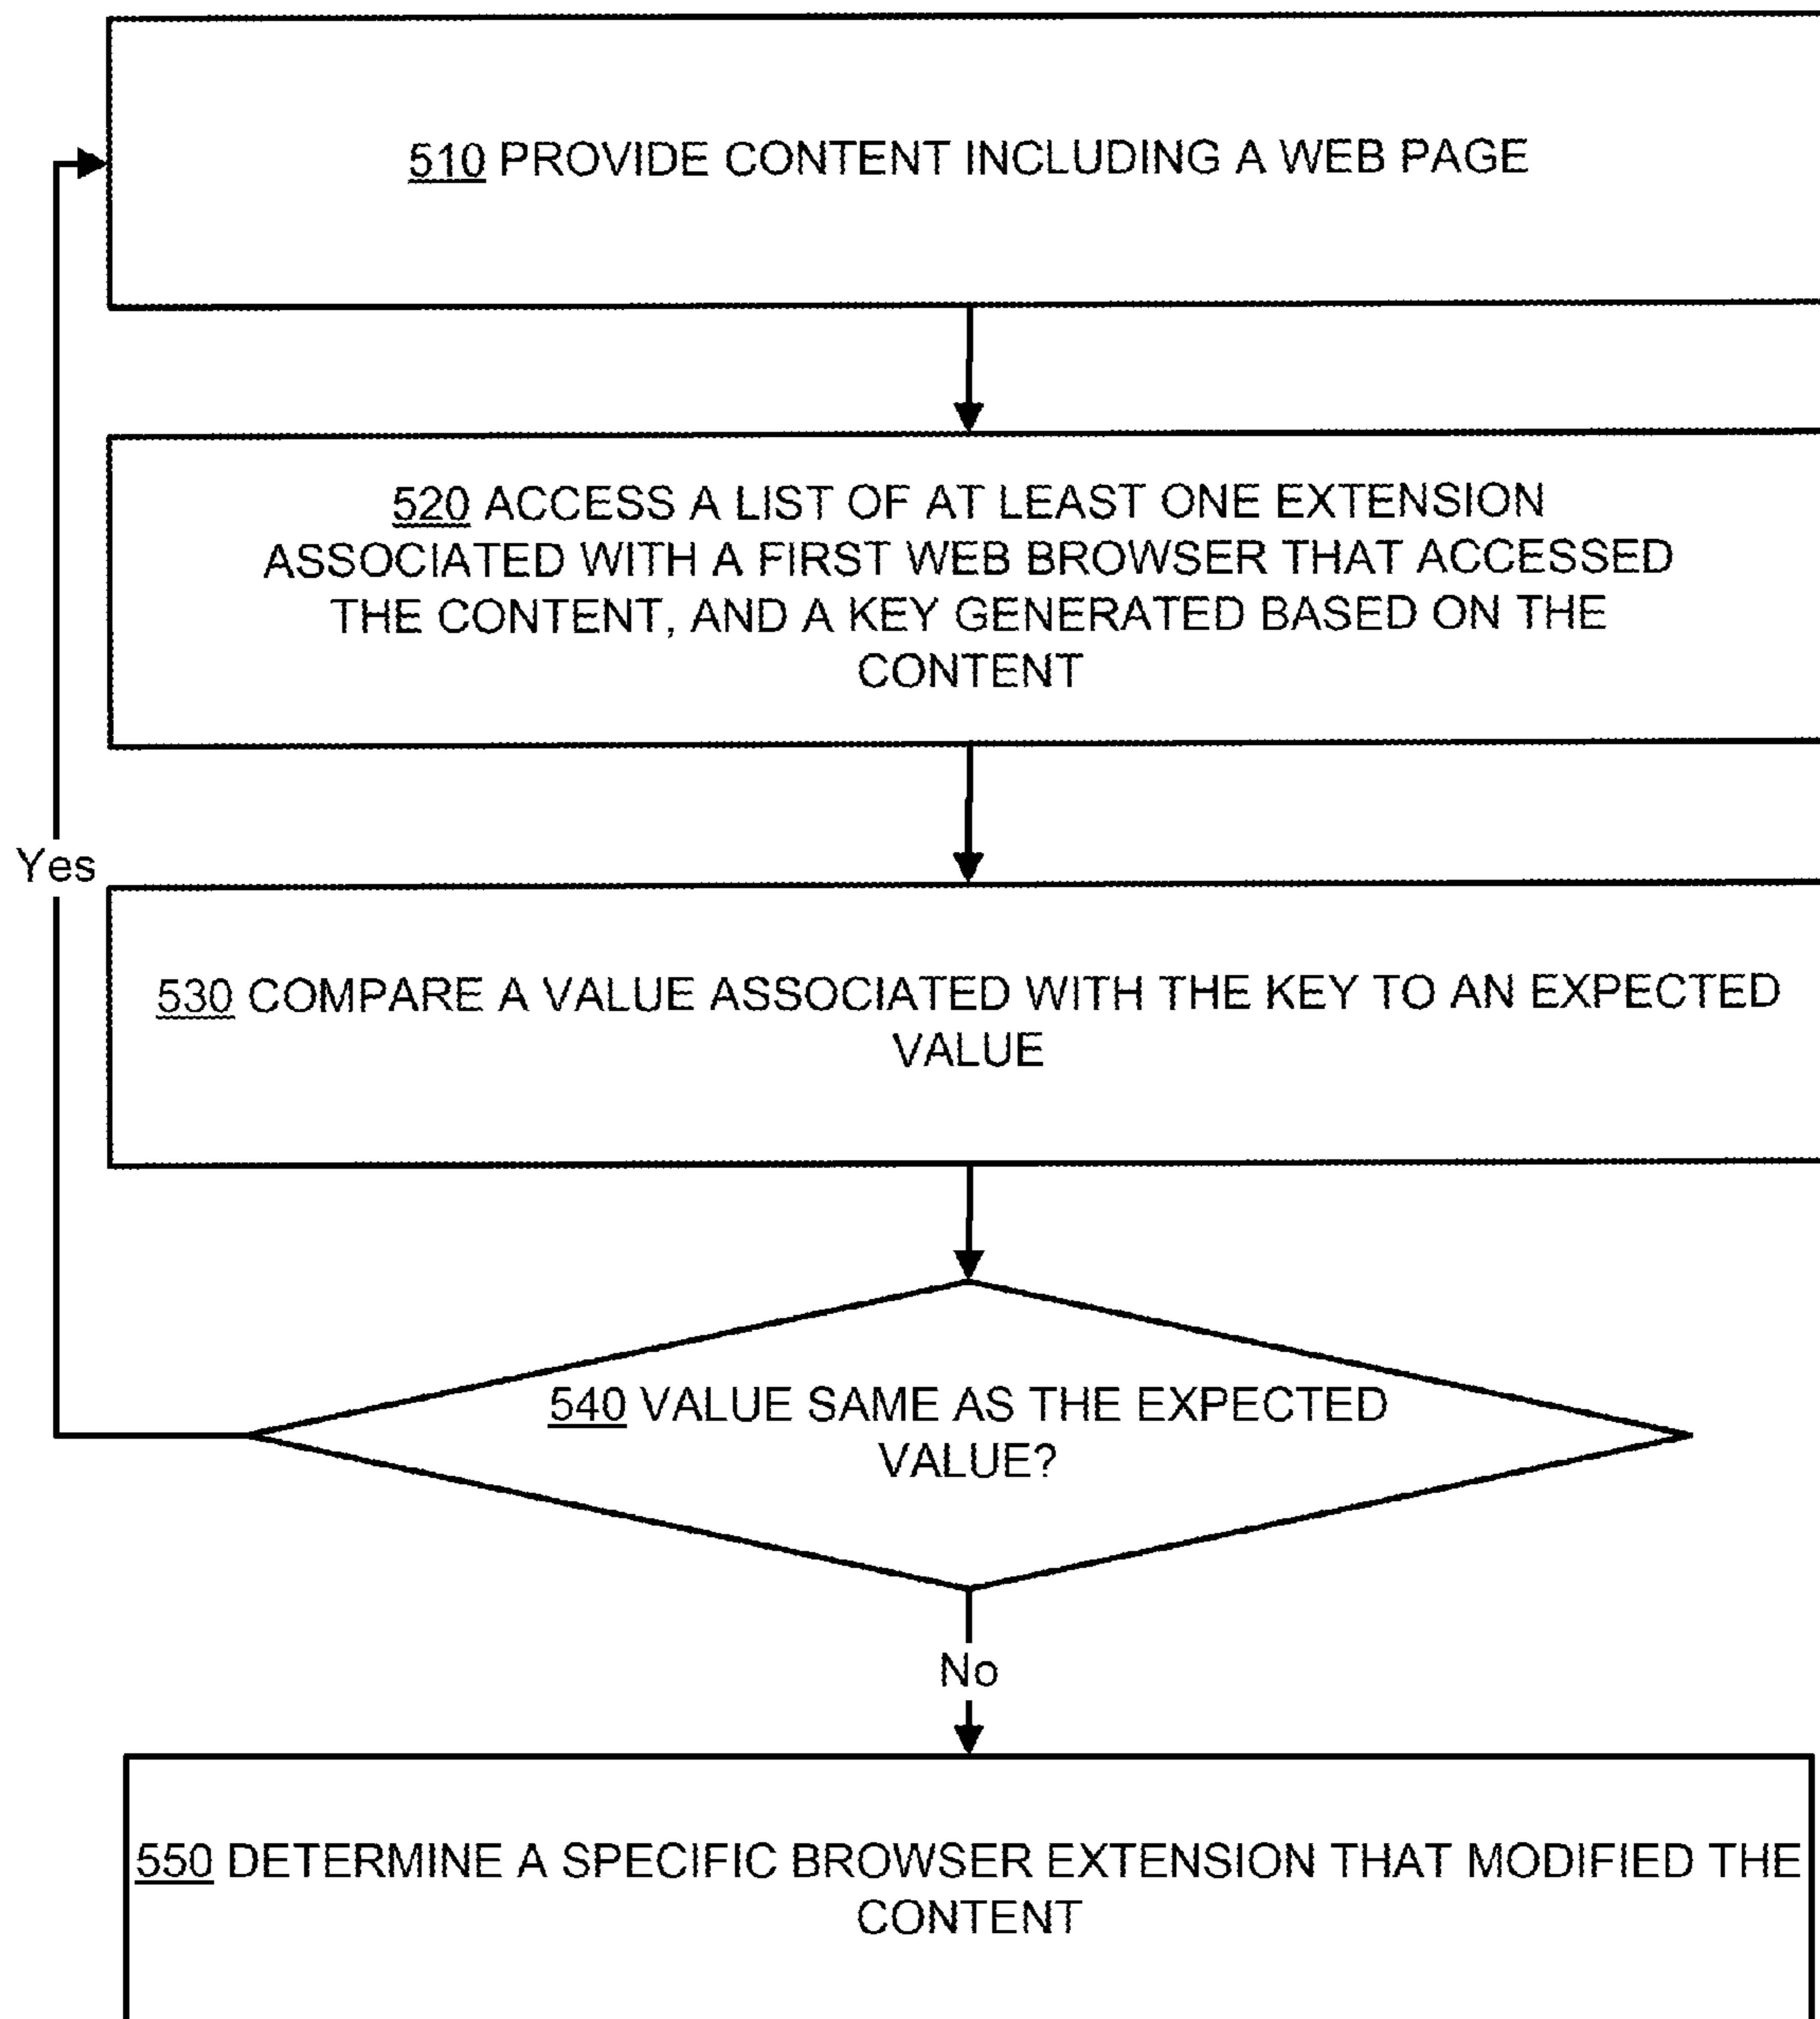 510 PROVIDE CONTENT INCLUDING A WEB PAGE
520 ACCESS A LIST OF AT LEAST ONE EXTENSION
ASSOCIATED WITH A FIRST WEB BROWSER THAT ACCESSED
THE CONTENT, AND A KEY GENERATED BASED ON THE
CONTENT
Yes
530 COMPARE A VALUE ASSOCIATED WITH THE KEY TO AN EXPECTED
VALUE
540 VALUE SAME AS THE EXPECTED
VALUE?
No
550 DETERMINE A SPECIFIC BROWSER EXTENSION THAT MODIFIED THE
CONTENT